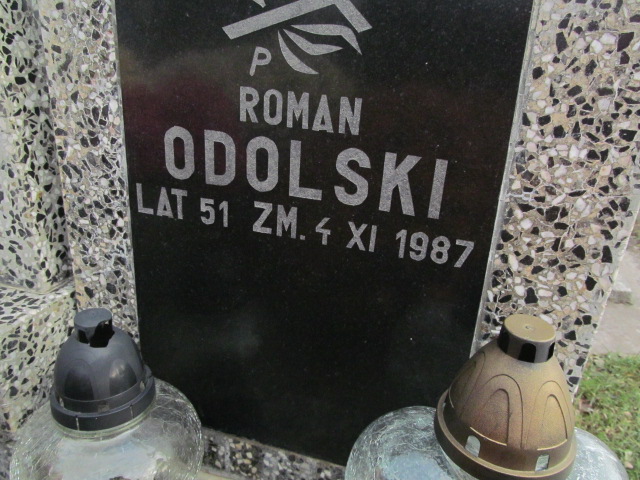 P
ROMAN
ODOLSKI
LAT 51 ZM. 4 XI 1987